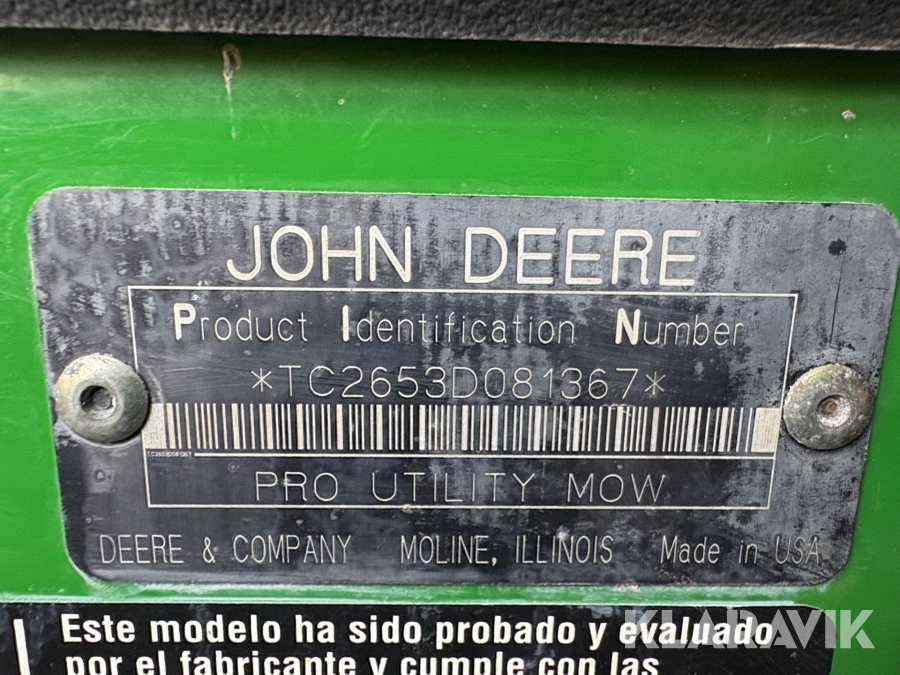 JOHN DEERE
Product Identification Number
*TC2653D081367*
TC2653D081367
PRO UTILITY MOW
DEERE & COMPANY MOLINE, ILLINOIS Made in USA
Este modelo ha sido probado y evaluado
por el fabricante y cumple con las
KLARAVIK